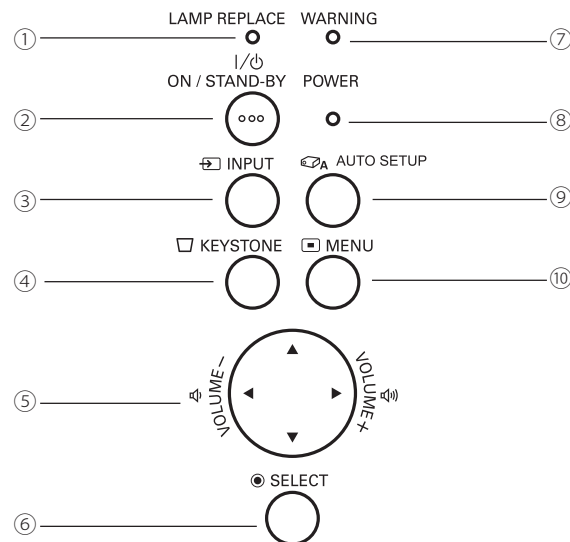 LAMP REPLACE WARNING
① ⑦
I/⏻
ON / STAND-BY POWER
② ⑧
INPUT AUTO SETUP
A
③ ⑨
KEYSTONE MENU
④ ⑩
VOLUME − VOLUME +
⑤
SELECT
⑥